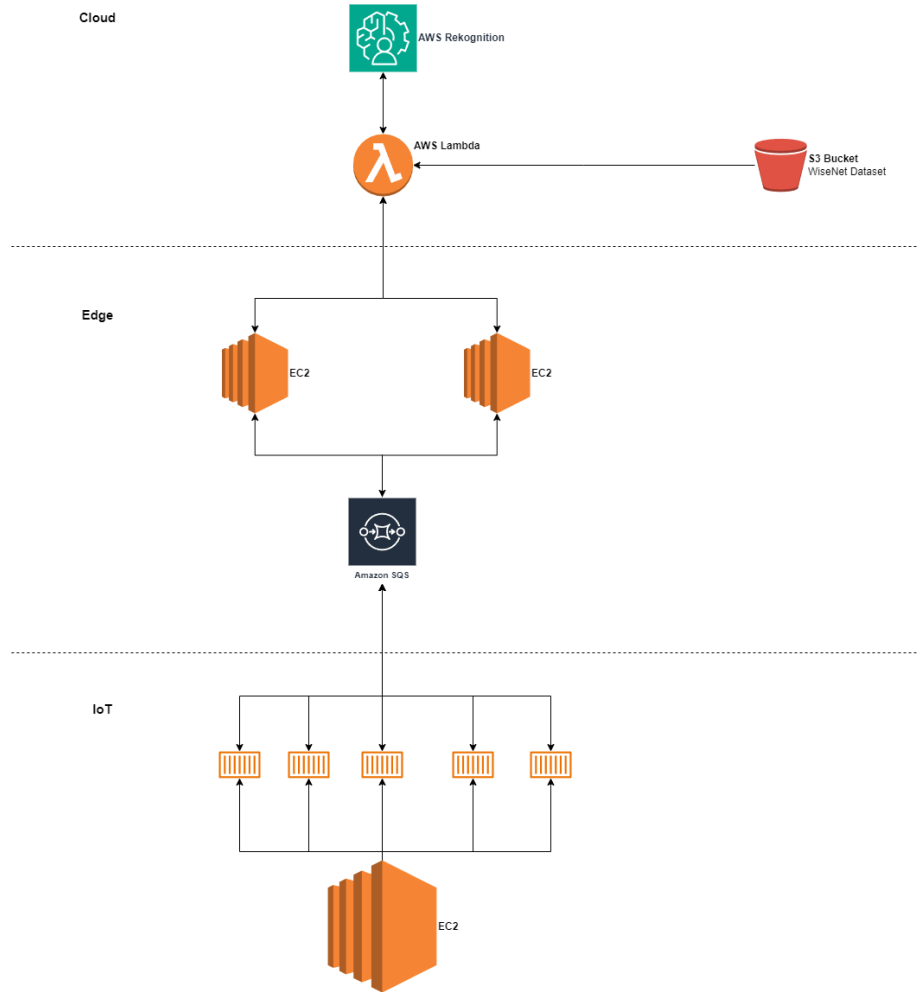 Cloud
AWS Rekognition
AWS Lambda
S3 Bucket
WiseNet Dataset
Edge
EC2
EC2
Amazon SQS
IoT
EC2